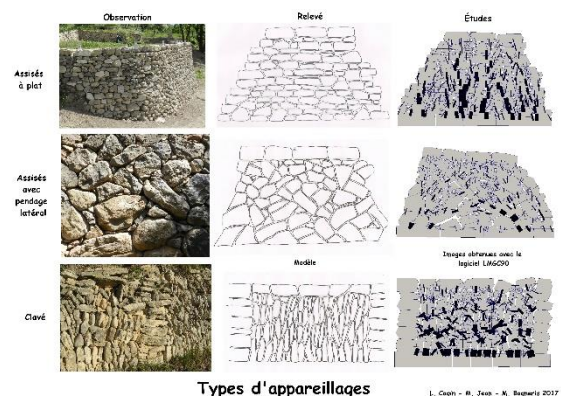 Observation
Relevé
Études
Assisés
à plat
Assisés
avec
pendage
latéral
Modèle
Images obtenues avec le
logiciel LMGC90
Clavé
Types d'appareillages
L. Cagin - M. Jean - M. Bagneris 2017